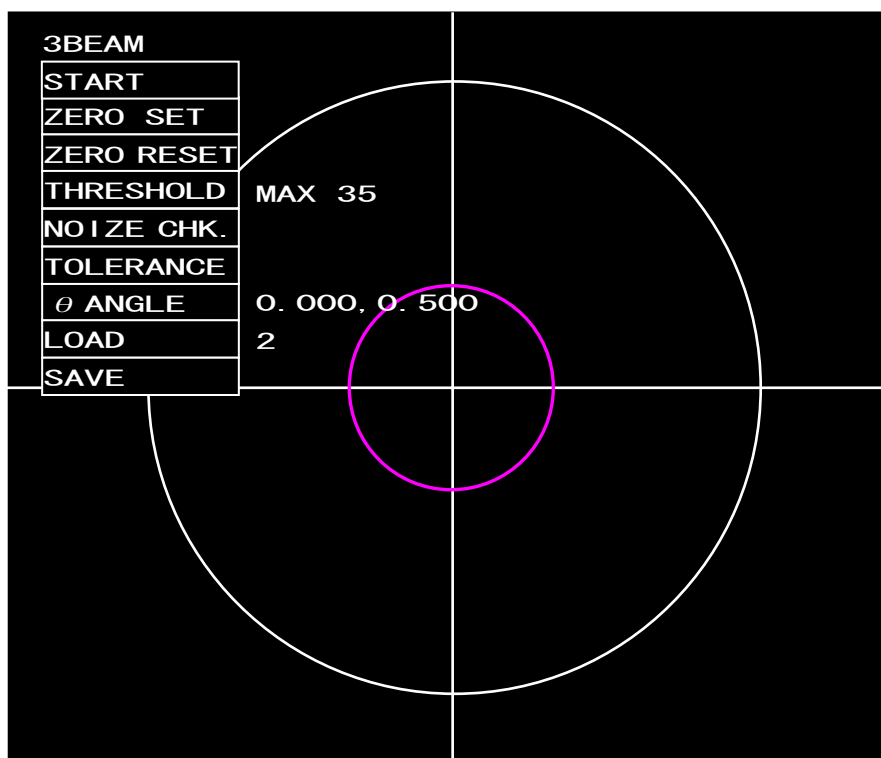 3BEAM
START
ZERO SET
ZERO RESET
THRESHOLD MAX 35
NOIZE CHK.
TOLERANCE
θ ANGLE 0.000,0.500
LOAD 2
SAVE